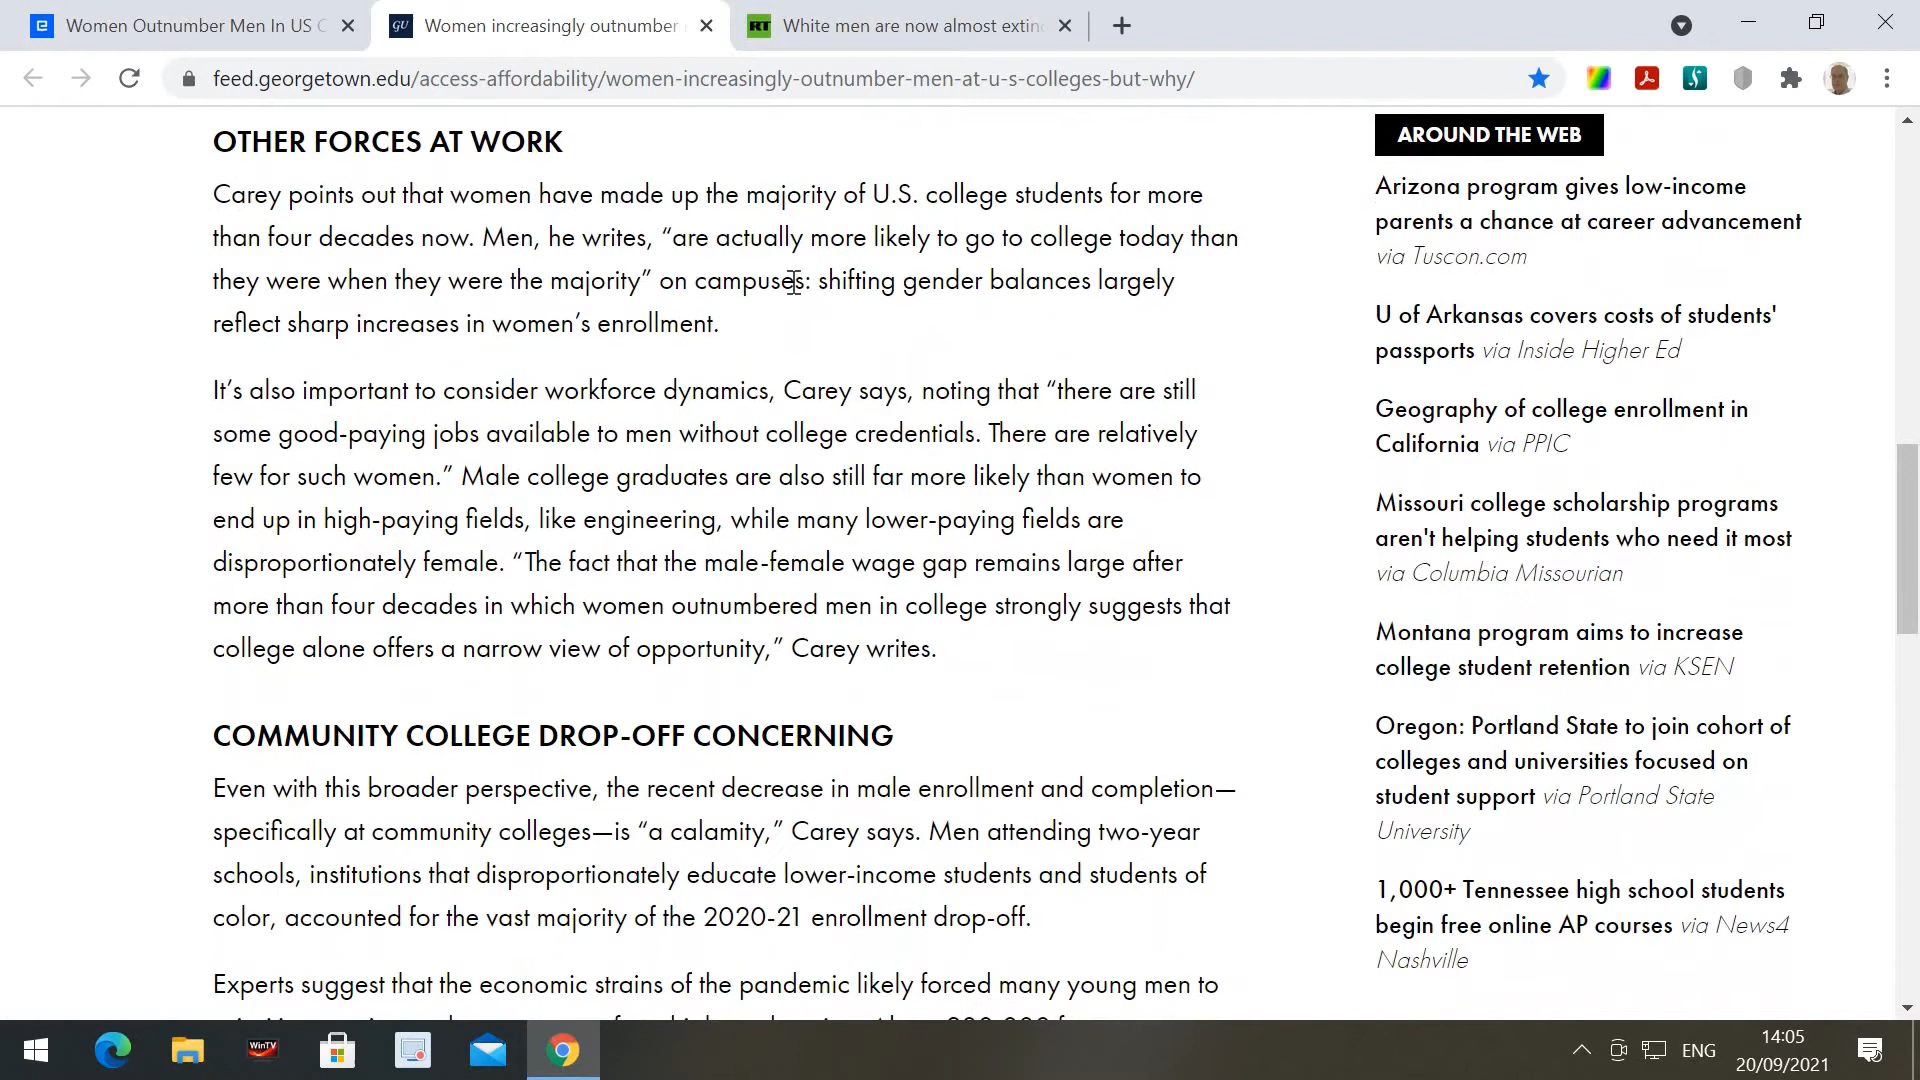 Women Outnumber Men In US C
GU
Women increasingly outnumber
RT
White men are now almost extin
feed.georgetown.edu/access-affordability/women-increasingly-outnumber-men-at-u-s-colleges-but-why/
OTHER FORCES AT WORK
Carey points out that women have made up the majority of U.S. college students for more
than four decades now. Men, he writes, “are actually more likely to go to college today than
they were when they were the majority” on campuses: shifting gender balances largely
reflect sharp increases in women’s enrollment.
It’s also important to consider workforce dynamics, Carey says, noting that “there are still
some good-paying jobs available to men without college credentials. There are relatively
few for such women.” Male college graduates are also still far more likely than women to
end up in high-paying fields, like engineering, while many lower-paying fields are
disproportionately female. “The fact that the male-female wage gap remains large after
more than four decades in which women outnumbered men in college strongly suggests that
college alone offers a narrow view of opportunity,” Carey writes.
COMMUNITY COLLEGE DROP-OFF CONCERNING
Even with this broader perspective, the recent decrease in male enrollment and completion—
specifically at community colleges—is “a calamity,” Carey says. Men attending two-year
schools, institutions that disproportionately educate lower-income students and students of
color, accounted for the vast majority of the 2020-21 enrollment drop-off.
Experts suggest that the economic strains of the pandemic likely forced many young men to
AROUND THE WEB
Arizona program gives low-income
parents a chance at career advancement
via Tuscon.com
U of Arkansas covers costs of students'
passports via Inside Higher Ed
Geography of college enrollment in
California via PPIC
Missouri college scholarship programs
aren't helping students who need it most
via Columbia Missourian
Montana program aims to increase
college student retention via KSEN
Oregon: Portland State to join cohort of
colleges and universities focused on
student support via Portland State
University
1,000+ Tennessee high school students
begin free online AP courses via News4
Nashville
WinTV
ENG
14:05
20/09/2021